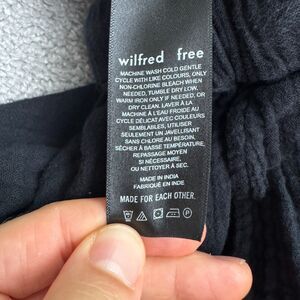 wilfred free
MACHINE WASH COLD GENTLE
CYCLE WITH LIKE COLOURS, ONLY
NON-CHLORINE BLEACH WHEN
NEEDED, TUMBLE DRY LOW,
WARM IRON ONLY IF NEEDED, OR
DRY CLEAN. LAVER À LA
MACHINE À L'EAU FROIDE AU
CYCLE DÉLICAT AVEC COULEURS
SEMBLABLES, UTILISER
SEULEMENT UN JAVELLISANT
SANS CHLORE AU BESOIN,
SÉCHER À BASSE TEMPÉRATURE,
REPASSAGE MOYEN
SI NÉCESSAIRE,
OU NETTOYER À SEC.
MADE IN INDIA
FABRIQUÉ EN INDE
MADE FOR EACH OTHER.